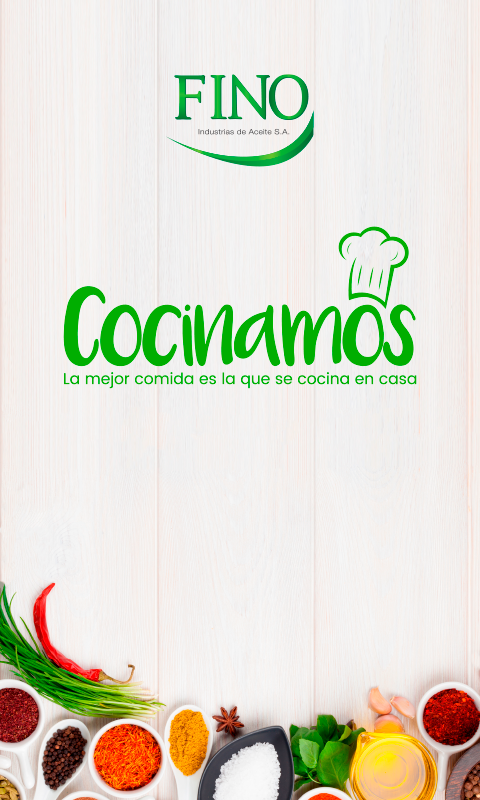 FINO
Industrias de Aceite S.A.
Cocinamos
La mejor comida es la que se cocina en casa